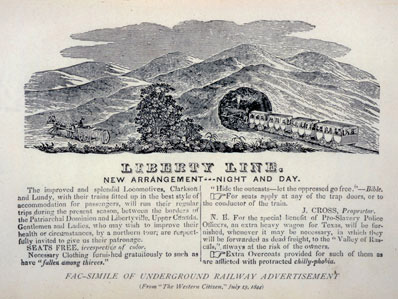 LIBERTY LINE.
NEW ARRANGEMENT---NIGHT AND DAY.
The improved and splendid Locomotives, Clarkson
and Lundy, with their trains fitted up in the best style of
accommodation for passengers, will run their regular
trips during the present season, between the borders of
the Patriarchal Dominion and Libertyville, Upper Canada.
Gentlemen and Ladies, who may wish to improve their
health or circumstances, by a northern tour, are respect-
fully invited to give us their patronage.
SEATS FREE, irrespective of color.
Necessary Clothing furnished gratuitously to such as
have "fallen among thieves."
"Hide the outcasts—let the oppressed go free."—Bible.
☞For seats apply at any of the trap doors, or to
the conductor of the train.
J. CROSS, Proprietor.
N. B. For the special benefit of Pro-Slavery Police
Officers, an extra heavy wagon for Texas, will be fur-
nished, whenever it may be necessary, in which they
will be forwarded as dead freight, to the "Valley of Ras-
cals," always at the risk of the owners.
☞Extra Overcoats provided for such of them as
are afflicted with protracted chilly-phobia.
FAC-SIMILE OF UNDERGROUND RAILWAY ADVERTISEMENT
(From "The Western Citizen," July 13, 1844)